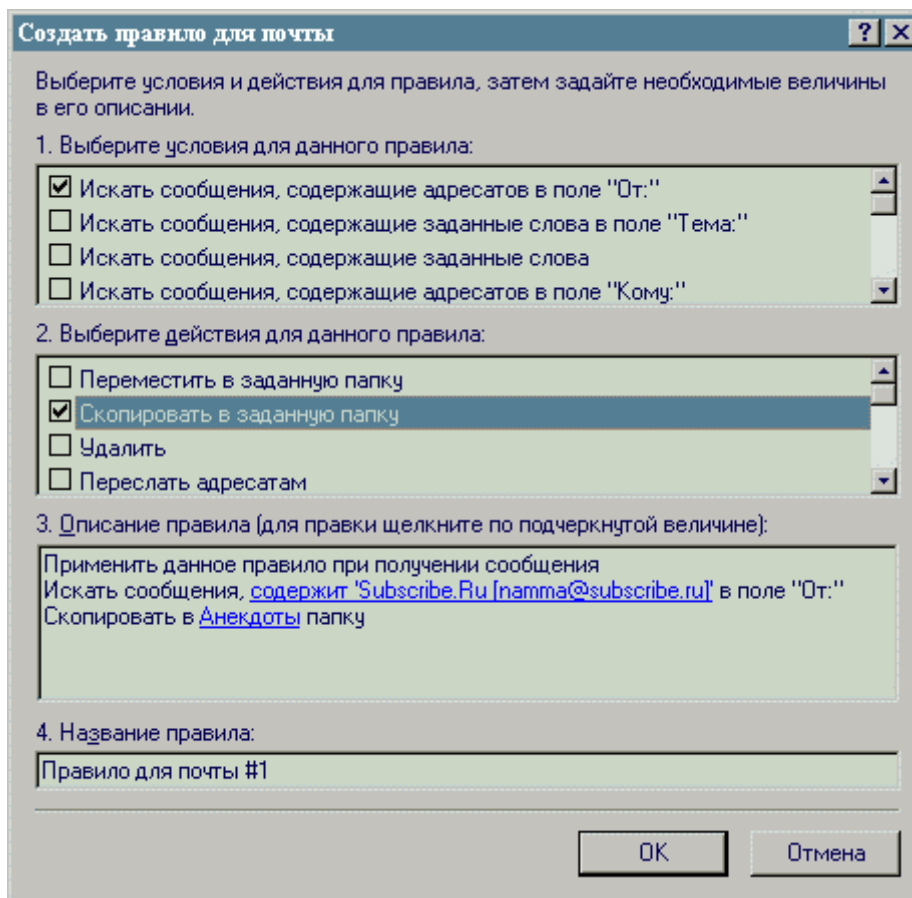 Создать правило для почты
Выберите условия и действия для правила, затем задайте необходимые величины
в его описании.
1. Выберите условия для данного правила:
Искать сообщения, содержащие адресатов в поле "От:"
Искать сообщения, содержащие заданные слова в поле "Тема:"
Искать сообщения, содержащие заданные слова
Искать сообщения, содержащие адресатов в поле "Кому:"
2. Выберите действия для данного правила:
Переместить в заданную папку
Скопировать в заданную папку
Удалить
Переслать адресатам
3. Описание правила (для правки щелкните по подчеркнутой величине):
Применить данное правило при получении сообщения
Искать сообщения, содержит 'Subscribe.Ru [namma@subscribe.ru]' в поле "От:"
Скопировать в Анекдоты папку
4. Название правила:
Правило для почты #1
OK Отмена